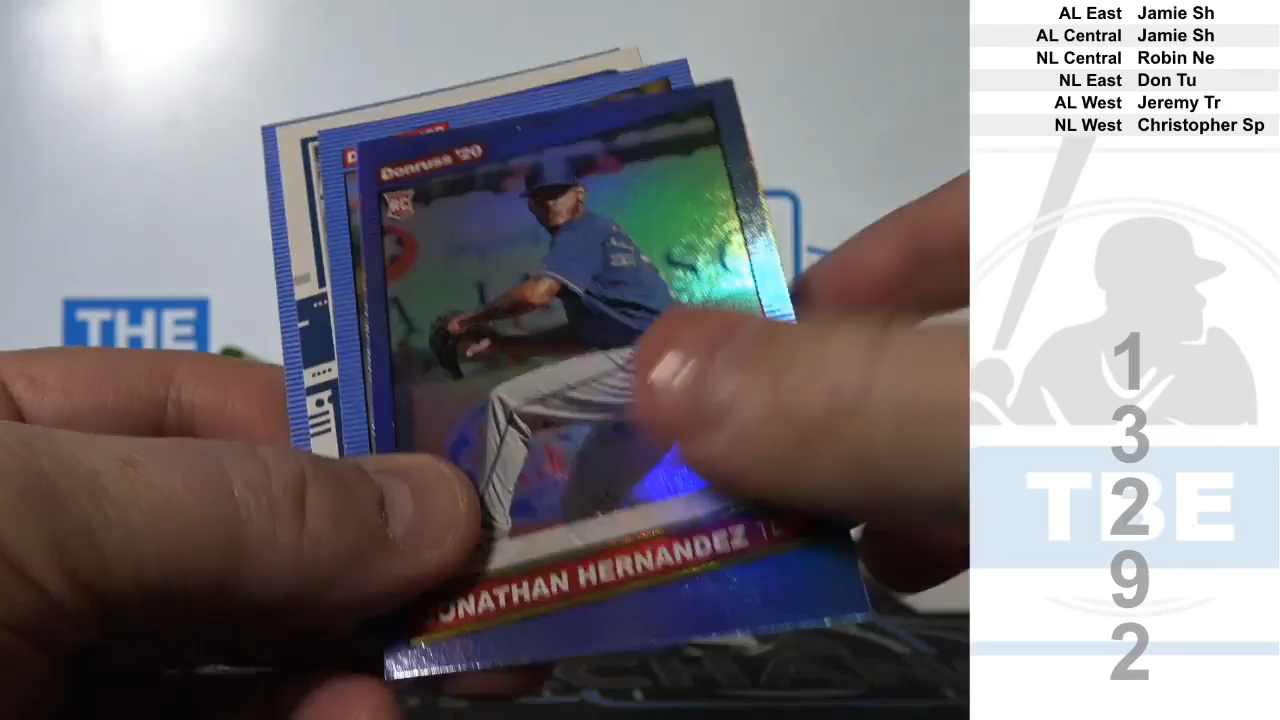 AL East Jamie Sh
AL Central Jamie Sh
NL Central Robin Ne
NL East Don Tu
AL West Jeremy Tr
NL West Christopher Sp
Donruss '20
RC
THE
JONATHAN HERNANDEZ
TBE
1
3
2
9
2